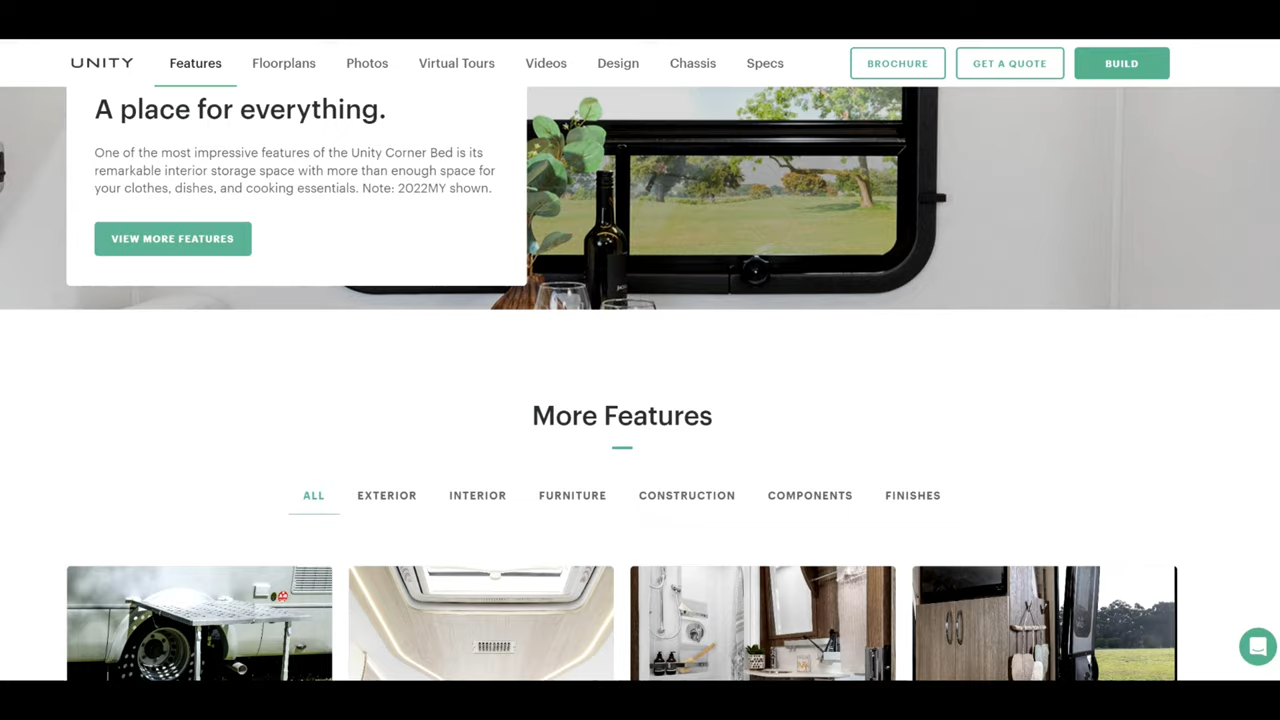 UNITY Features Floorplans Photos Virtual Tours Videos Design Chassis Specs BROCHURE GET A QUOTE BUILD
A place for everything.
One of the most impressive features of the Unity Corner Bed is its
remarkable interior storage space with more than enough space for
your clothes, dishes, and cooking essentials. Note: 2022MY shown.
VIEW MORE FEATURES
More Features
ALL EXTERIOR INTERIOR FURNITURE CONSTRUCTION COMPONENTS FINISHES